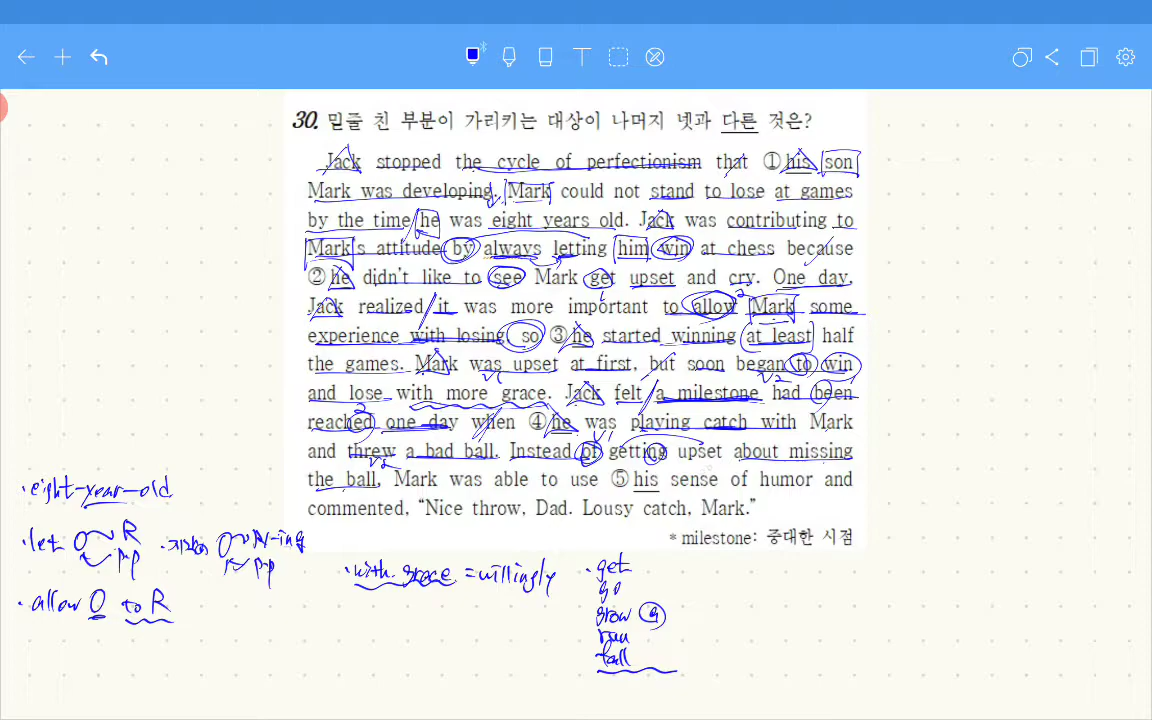 30. 밑줄 친 부분이 가리키는 대상이 나머지 넷과 다른 것은?
Jack stopped the cycle of perfectionism that ① his son
Mark was developing. Mark could not stand to lose at games
by the time he was eight years old. Jack was contributing to
Mark's attitude by always letting him win at chess because
② he didn't like to see Mark get upset and cry. One day,
Jack realized it was more important to allow Mark some
experience with losing, so ③ he started winning at least half
the games. Mark was upset at first, but soon began to win
and lose with more grace. Jack felt a milestone had been
reached one day when ④ he was playing catch with Mark
and threw a bad ball. Instead of getting upset about missing
the ball, Mark was able to use ⑤ his sense of humor and
commented, “Nice throw, Dad. Lousy catch, Mark.”
* milestone: 중대한 시점
·eight-year-old
·let O R
pp
·지각 O R/-ing
pp
·allow O to R
·with grace = willingly
·get
go
grow ⓐ
run
fall